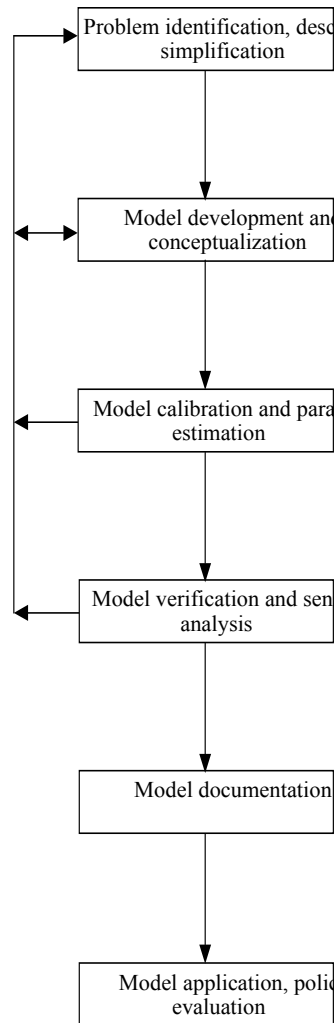 Problem identification, desc
simplification
Model development and
conceptualization
Model calibration and para
estimation
Model verification and sen
analysis
Model documentation
Model application, polic
evaluation